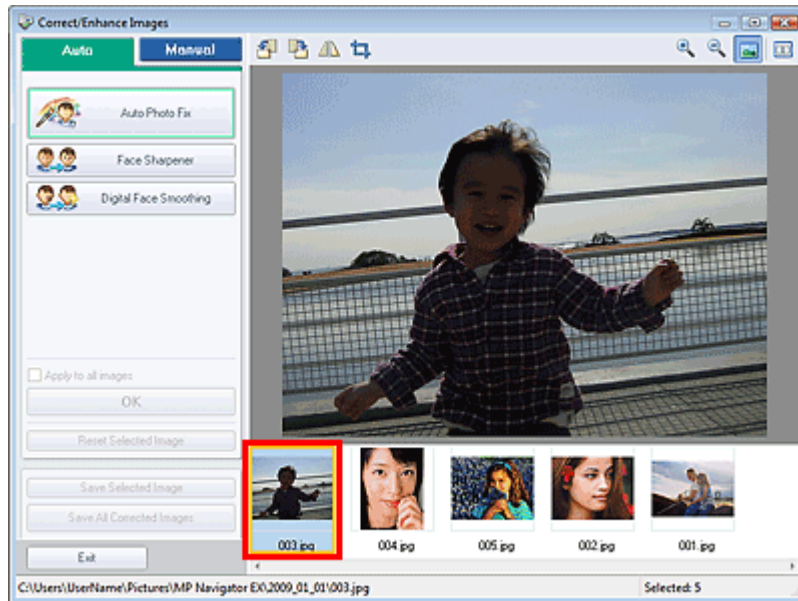 Correct/Enhance Images
Auto
Manual
Auto Photo Fix
Face Sharpener
Digital Face Smoothing
Apply to all images
OK
Reset Selected Image
Save Selected Image
Save All Corrected Images
Exit
003.jpg
004.jpg
005.jpg
002.jpg
001.jpg
C:\Users\UserName\Pictures\MP Navigator EX\2009_01_01\003.jpg
Selected: 5